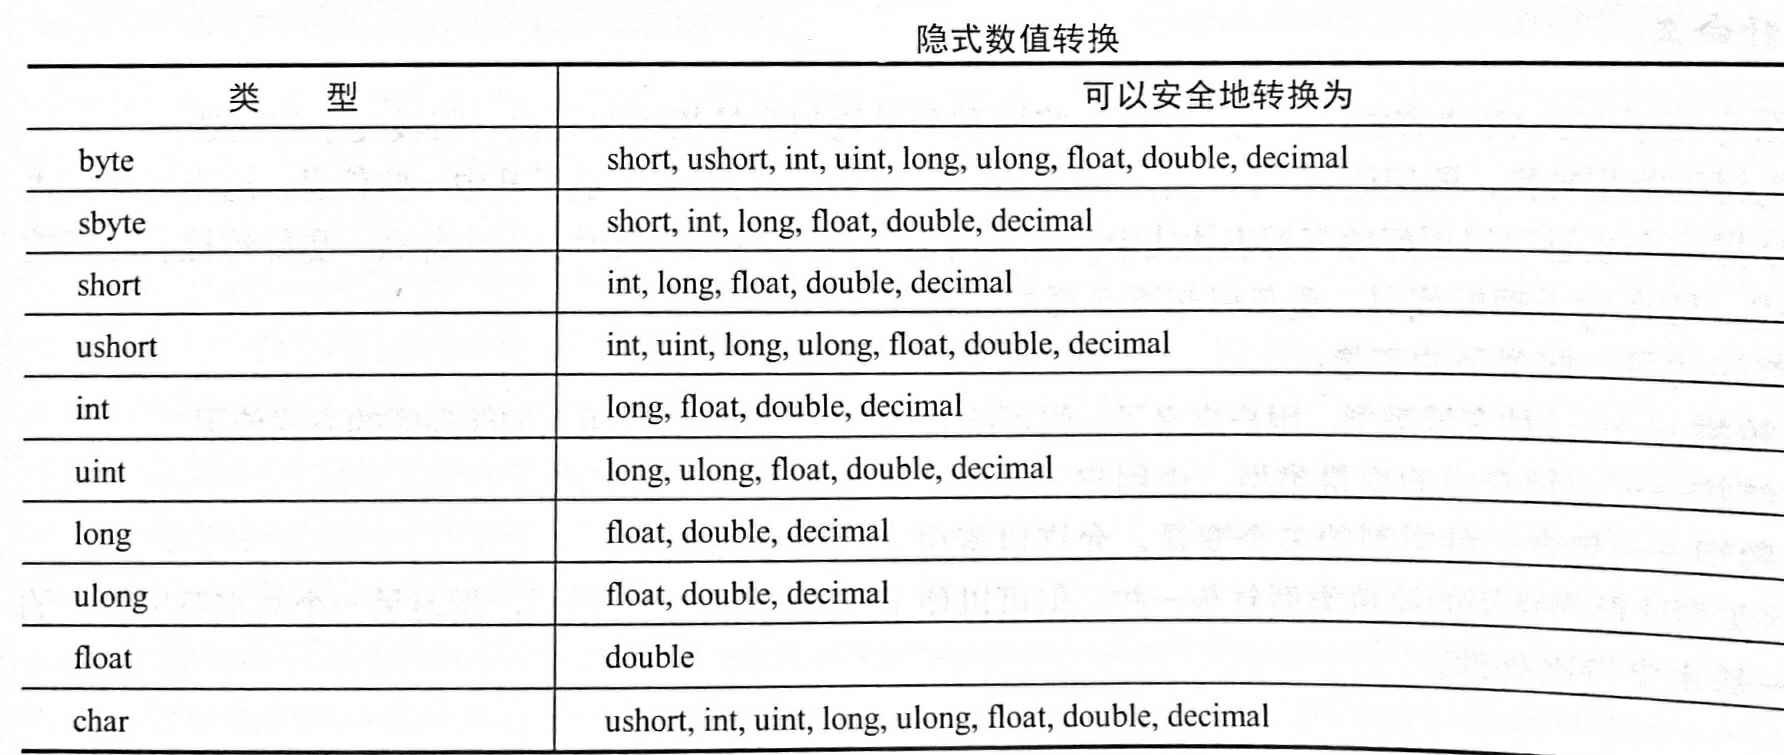 隐式数值转换
类 型 可以安全地转换为
byte short, ushort, int, uint, long, ulong, float, double, decimal
sbyte short, int, long, float, double, decimal
short int, long, float, double, decimal
ushort int, uint, long, ulong, float, double, decimal
int long, float, double, decimal
uint long, ulong, float, double, decimal
long float, double, decimal
ulong float, double, decimal
float double
char ushort, int, uint, long, ulong, float, double, decimal